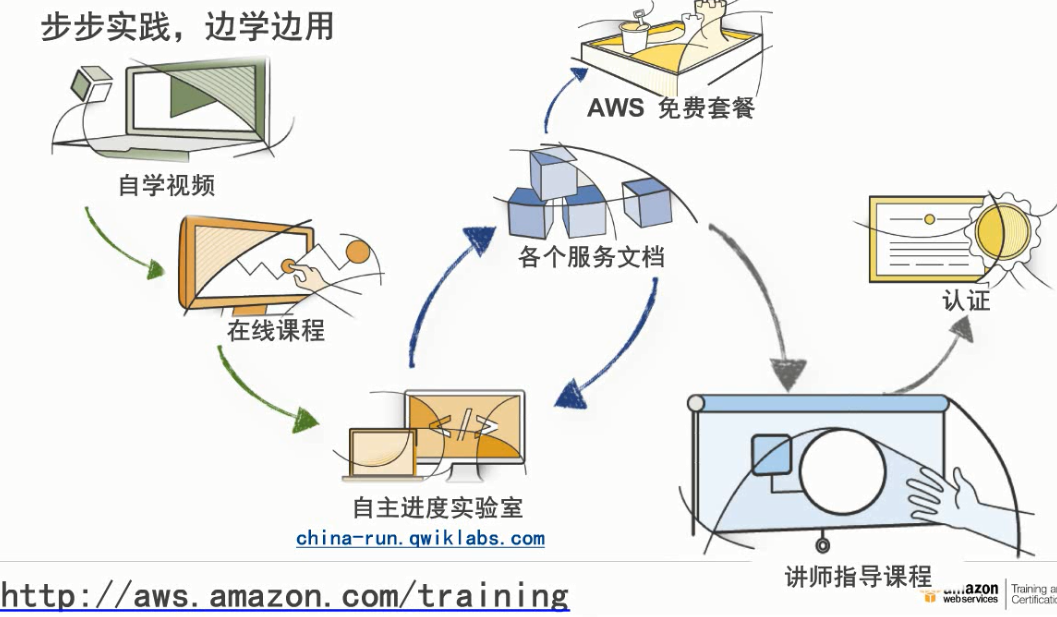 步步实践，边学边用
AWS 免费套餐
自学视频
各个服务文档
认证
在线课程
</>
自主进度实验室
china-run.qwiklabs.com
讲师指导课程
http://aws.amazon.com/training
amazon
webservices
Training
Certificatio